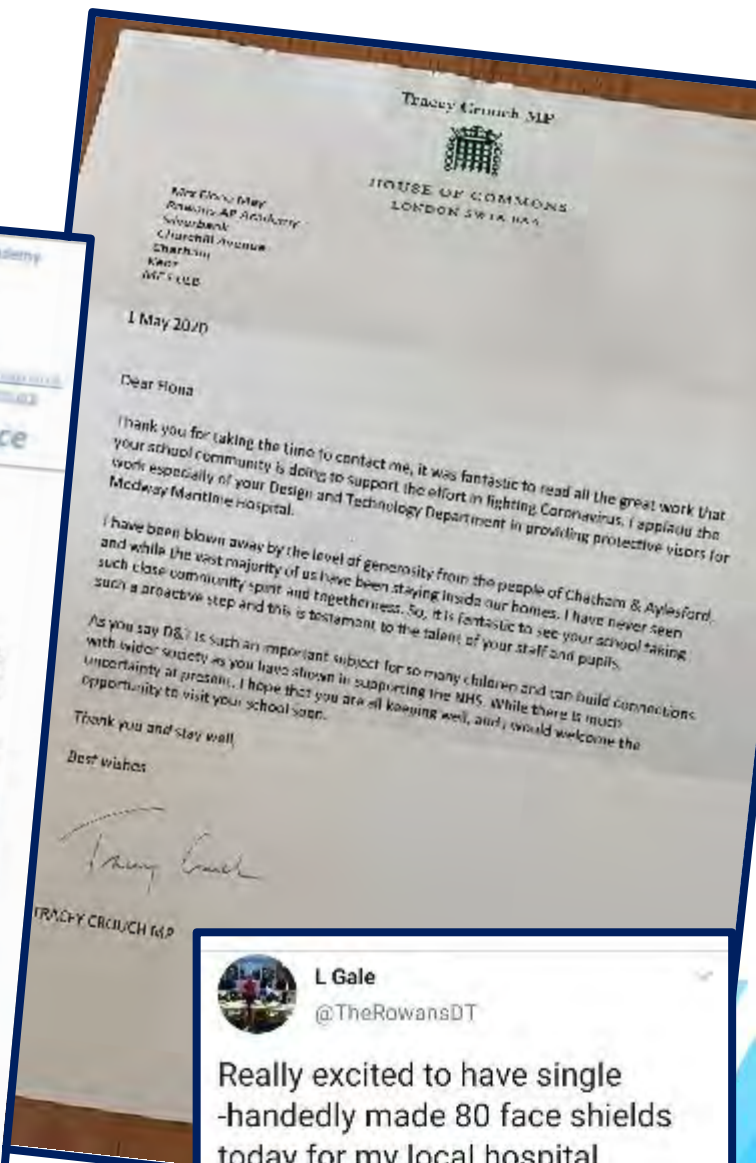 Tracey Crouch MP
HOUSE OF COMMONS
LONDON SW1A 0AA
Mrs Fiona May
Rowans AP Academy
Silverbank
Churchill Avenue
Chatham
Kent
1 May 2020
Dear Fiona
Thank you for taking the time to contact me, it was fantastic to read all the great work that
your school community is doing to support the effort in fighting Coronavirus. I applaud the
work especially of your Design and Technology Department in providing protective visors for
Medway Maritime Hospital.
I have been blown away by the level of generosity from the people of Chatham & Aylesford,
and while the vast majority of us have been staying inside our homes. I have never seen
such close community spirit and togetherness. So, it is fantastic to see your school taking
such a proactive step and this is testament to the talent of your staff and pupils.
As you say D&T is such an important subject for so many children and can build connections
with wider society as you have shown in supporting the NHS. While there is much
uncertainty at present, I hope that you are all keeping well, and I would welcome the
opportunity to visit your school soon.
Thank you and stay well
Best wishes
Tracey Crouch
TRACEY CROUCH MP
L Gale
@TheRowansDT
Really excited to have single
-handedly made 80 face shields
today for my local hospital